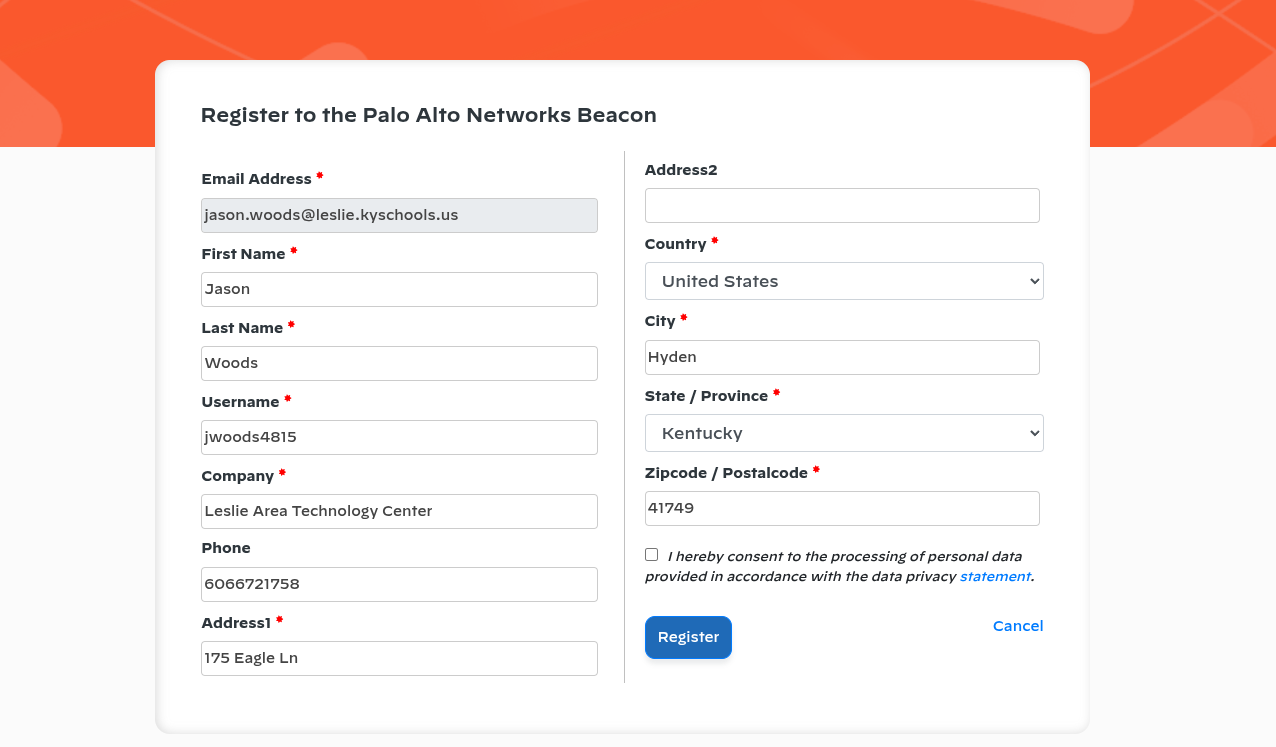 Register to the Palo Alto Networks Beacon
Email Address *
jason.woods@leslie.kyschools.us
First Name *
Jason
Last Name *
Woods
Username *
jwoods4815
Company *
Leslie Area Technology Center
Phone
6066721758
Address1 *
175 Eagle Ln
Address2
Country *
United States
City *
Hyden
State / Province *
Kentucky
Zipcode / Postalcode *
41749
I hereby consent to the processing of personal data
provided in accordance with the data privacy statement.
Register
Cancel